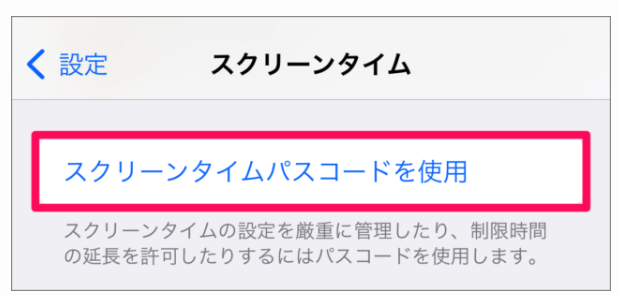 設定 スクリーンタイム
スクリーンタイムパスコードを使用
スクリーンタイムの設定を厳重に管理したり、制限時間
の延長を許可したりするにはパスコードを使用します。